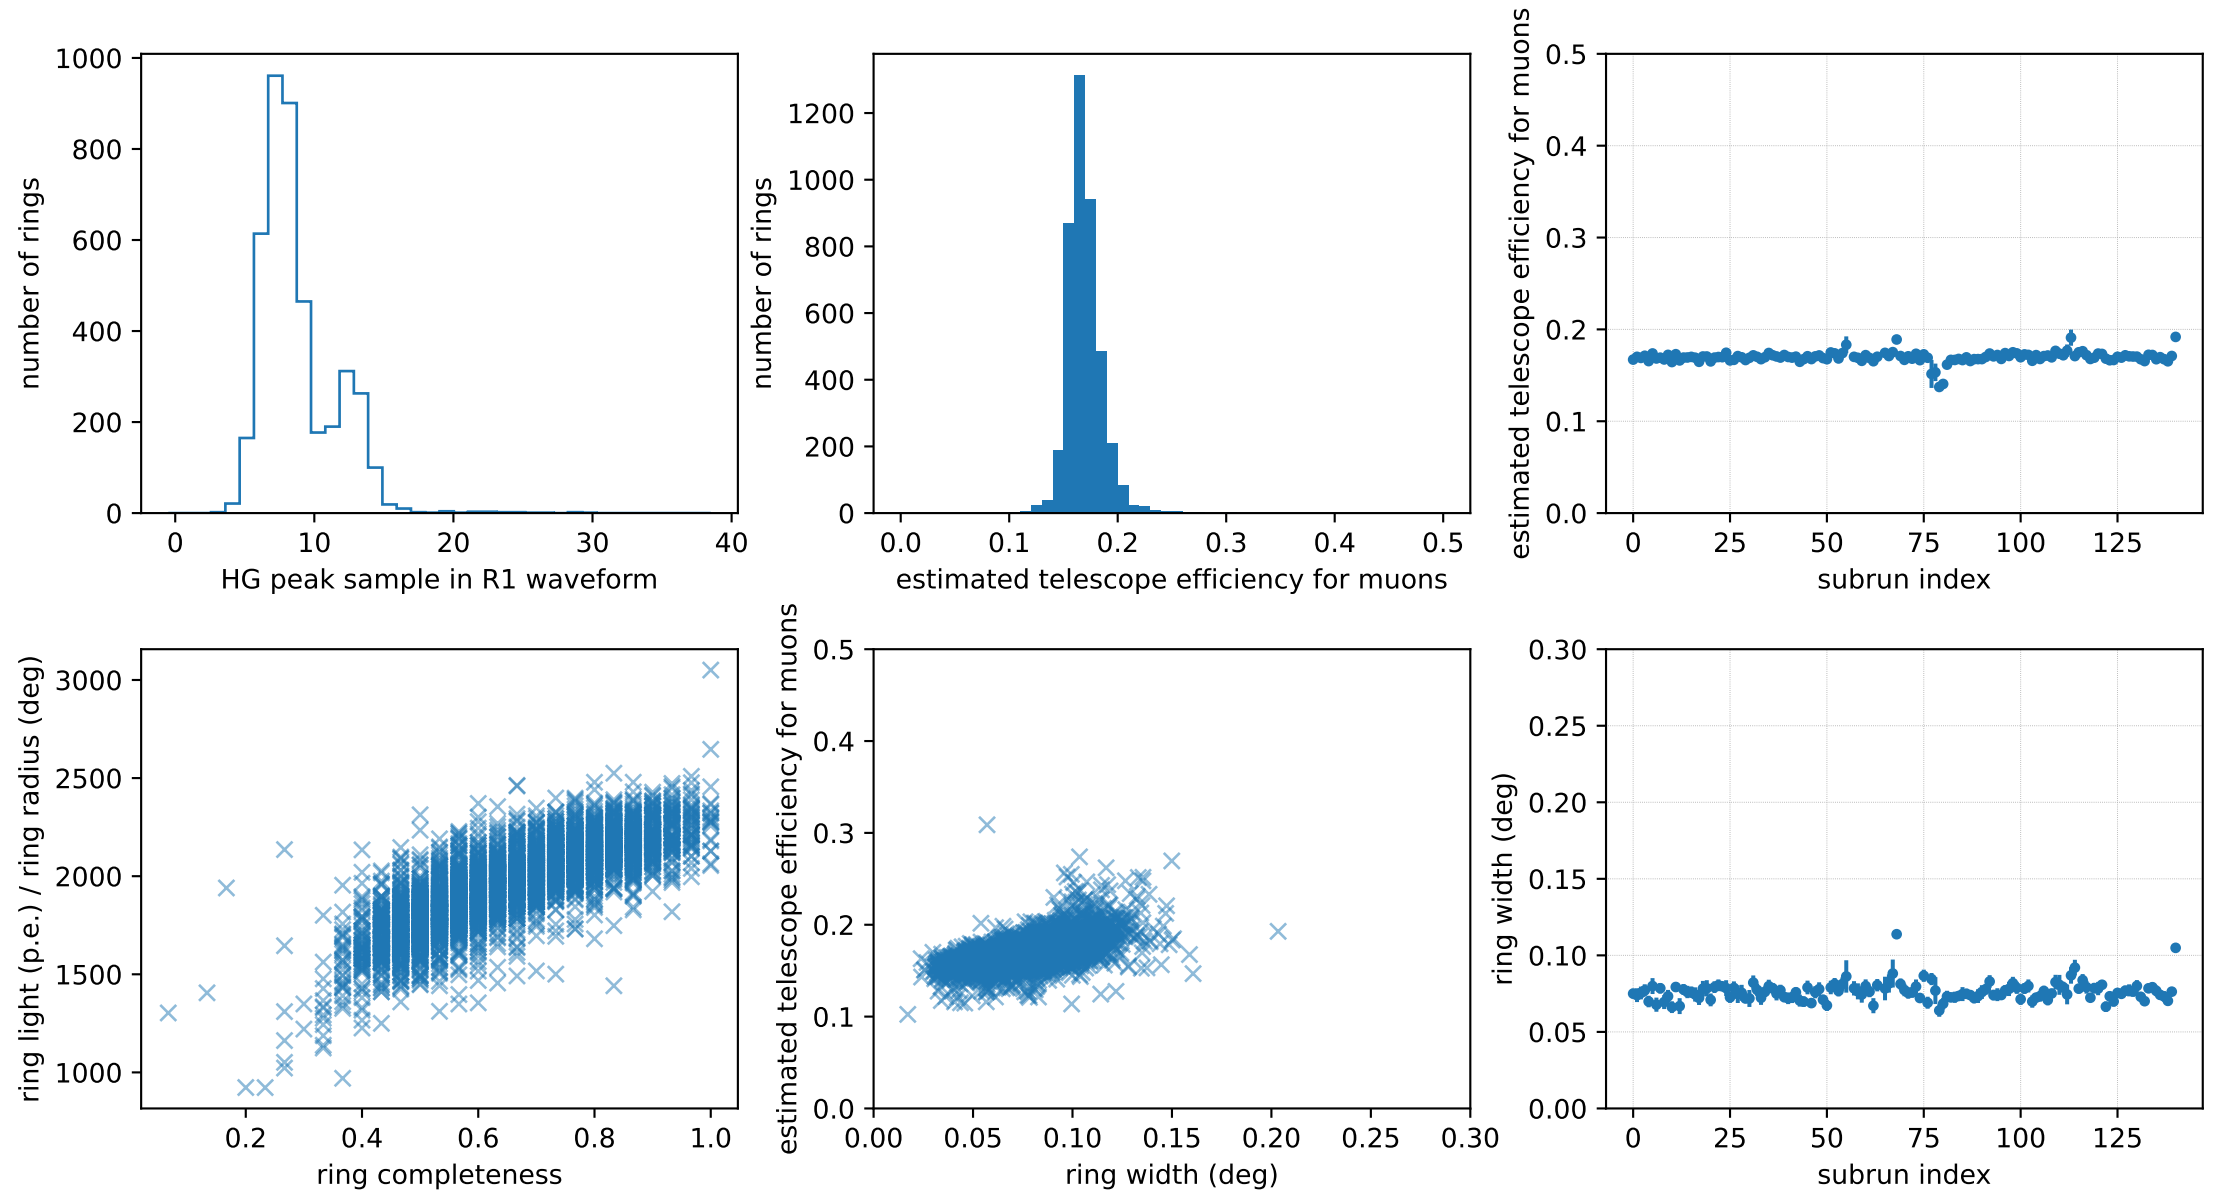 number of rings
1000
800
600
400
200
0
0 10 20 30 40
HG peak sample in R1 waveform
number of rings
1200
1000
800
600
400
200
0
0.0 0.1 0.2 0.3 0.4 0.5
estimated telescope efficiency for muons
estimated telescope efficiency for muons
0.5
0.4
0.3
0.2
0.1
0.0
0 25 50 75 100 125
subrun index
ring light (p.e.) / ring radius (deg)
3000
2500
2000
1500
1000
0.2 0.4 0.6 0.8 1.0
ring completeness
estimated telescope efficiency for muons
0.5
0.4
0.3
0.2
0.1
0.0
0.00 0.05 0.10 0.15 0.20 0.25 0.30
ring width (deg)
ring width (deg)
0.30
0.25
0.20
0.15
0.10
0.05
0.00
0 25 50 75 100 125
subrun index